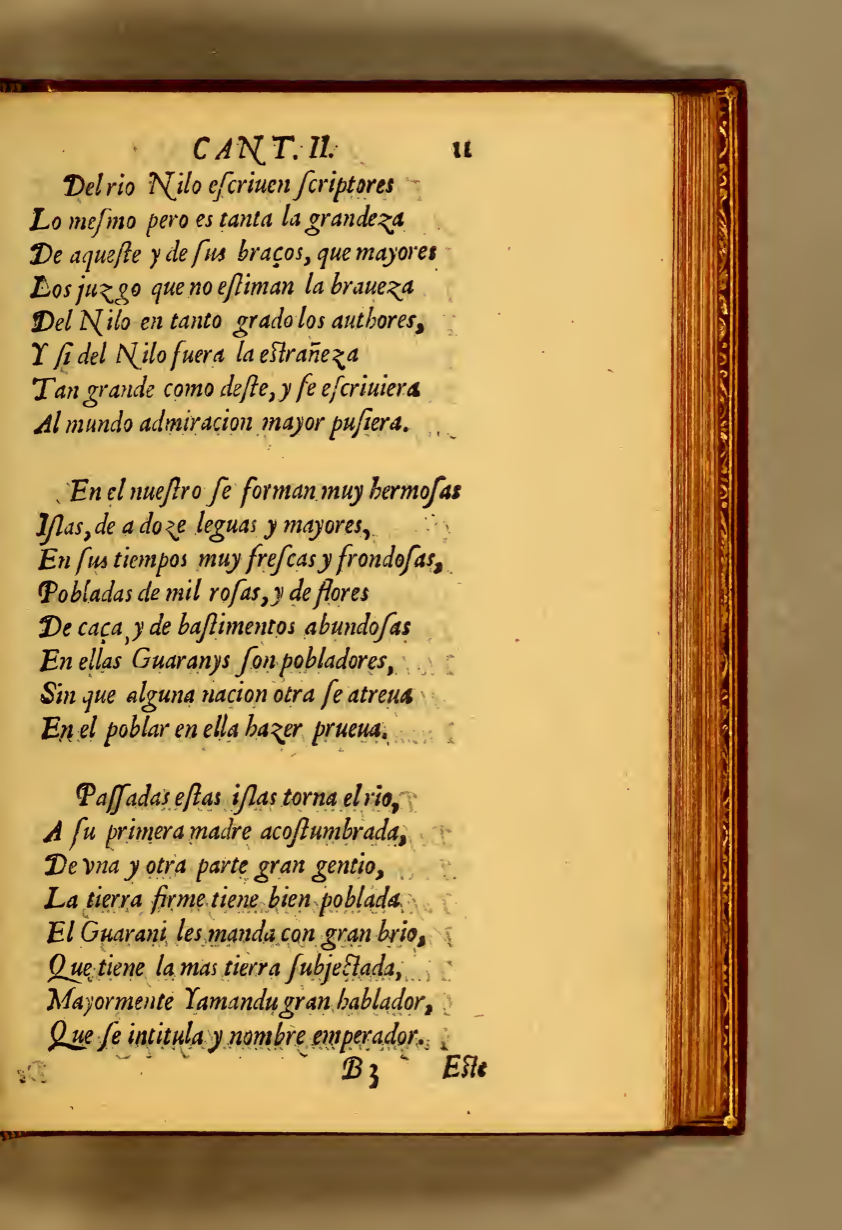 CANT. II. 11
Del rio Nilo eſcriuen ſcriptores
Lo meſmo pero es tanta la grandeza
De aqueſte y de ſus braços, que mayores
Los juzgo que no eſtiman la braueza
Del Nilo en tanto grado los authores,
Y ſi del Nilo fuera la eſtrañeza
Tan grande como deſte, y ſe eſcriuiera
Al mundo admiracion mayor puſiera.
En el nueſtro ſe forman muy hermoſas
Iſlas, de a doze leguas y mayores,
En ſus tiempos muy freſcas y frondoſas,
Pobladas de mil roſas, y de flores
De caça, y de baſtimentos abundoſas
En ellas Guaranys ſon pobladores,
Sin que alguna nacion otra ſe atreua
En el poblar en ella hazer prueua.
Paſſadas eſtas iſlas torna el rio,
A ſu primera madre acoſtumbrada,
De vna y otra parte gran gentio,
La tierra firme tiene bien poblada.
El Guarani les manda con gran brio,
Que tiene la mas tierra ſubjectada,
Mayormente Yamandu gran hablador,
Que ſe intitula y nombre emperador.
B3 Eſte